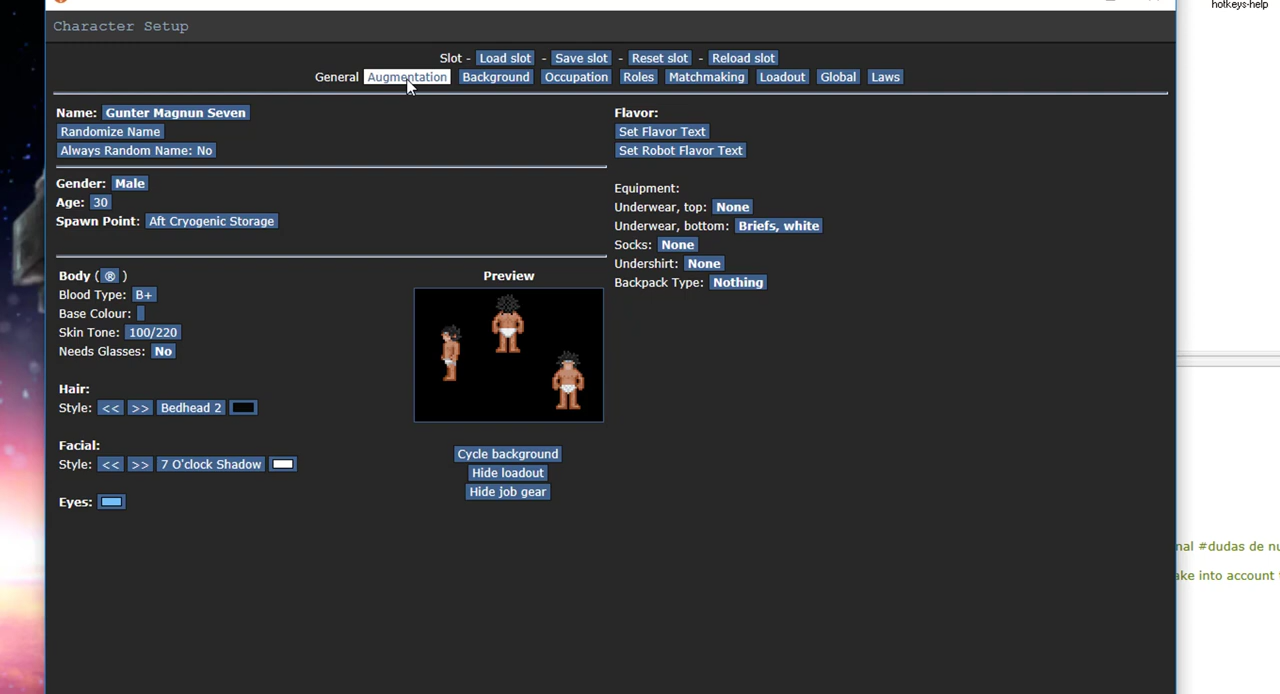 hotkeys-help
Character Setup
Slot - Load slot - Save slot - Reset slot - Reload slot
General Augmentation Background Occupation Roles Matchmaking Loadout Global Laws
Name: Gunter Magnun Seven
Randomize Name
Always Random Name: No
Gender: Male
Age: 30
Spawn Point: Aft Cryogenic Storage
Body (® )
Blood Type: B+
Base Colour:
Skin Tone: 100/220
Needs Glasses: No
Hair:
Style: << >> Bedhead 2
Facial:
Style: << >> 7 O'clock Shadow
Eyes:
Preview
Cycle background
Hide loadout
Hide job gear
Flavor:
Set Flavor Text
Set Robot Flavor Text
Equipment:
Underwear, top: None
Underwear, bottom: Briefs, white
Socks: None
Undershirt: None
Backpack Type: Nothing
#dudas de
into account